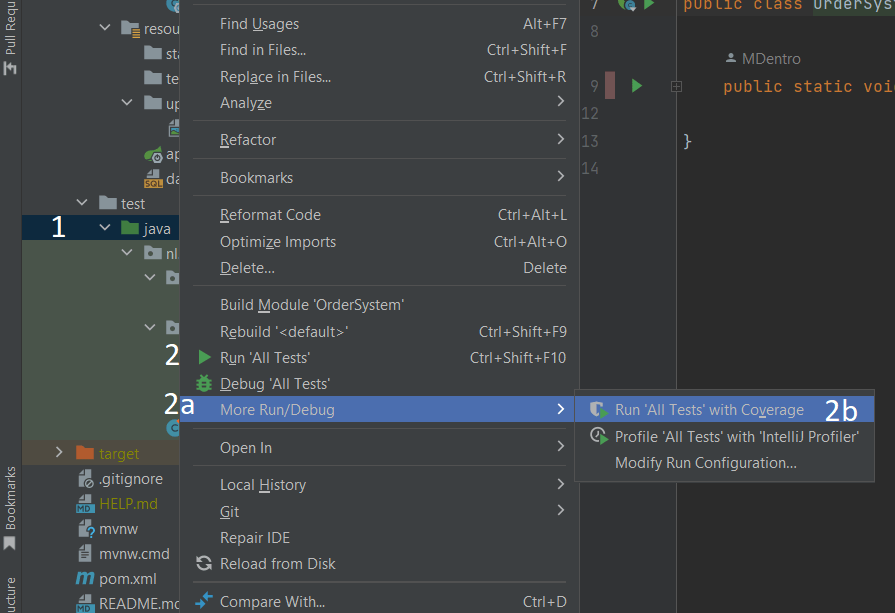 Pull Requ
resou
sta
te
up
ap
da
SQL
test
1
java
nl
2
2a
target
.gitignore
MD HELP.md
mvnw
mvnw.cmd
m pom.xml
MD README.md
Bookmarks
ucture
Find Usages Alt+F7
Find in Files... Ctrl+Shift+F
Replace in Files... Ctrl+Shift+R
Analyze
Refactor
Bookmarks
Reformat Code Ctrl+Alt+L
Optimize Imports Ctrl+Alt+O
Delete... Delete
Build Module 'OrderSystem'
Rebuild '<default>' Ctrl+Shift+F9
Run 'All Tests' Ctrl+Shift+F10
Debug 'All Tests'
More Run/Debug
Open In
Local History
Git
Repair IDE
Reload from Disk
Compare With... Ctrl+D
Run 'All Tests' with Coverage 2b
Profile 'All Tests' with 'IntelliJ Profiler'
Modify Run Configuration...
7 public class OrderSyst
8
MDentro
9 public static voi
12
13 }
14